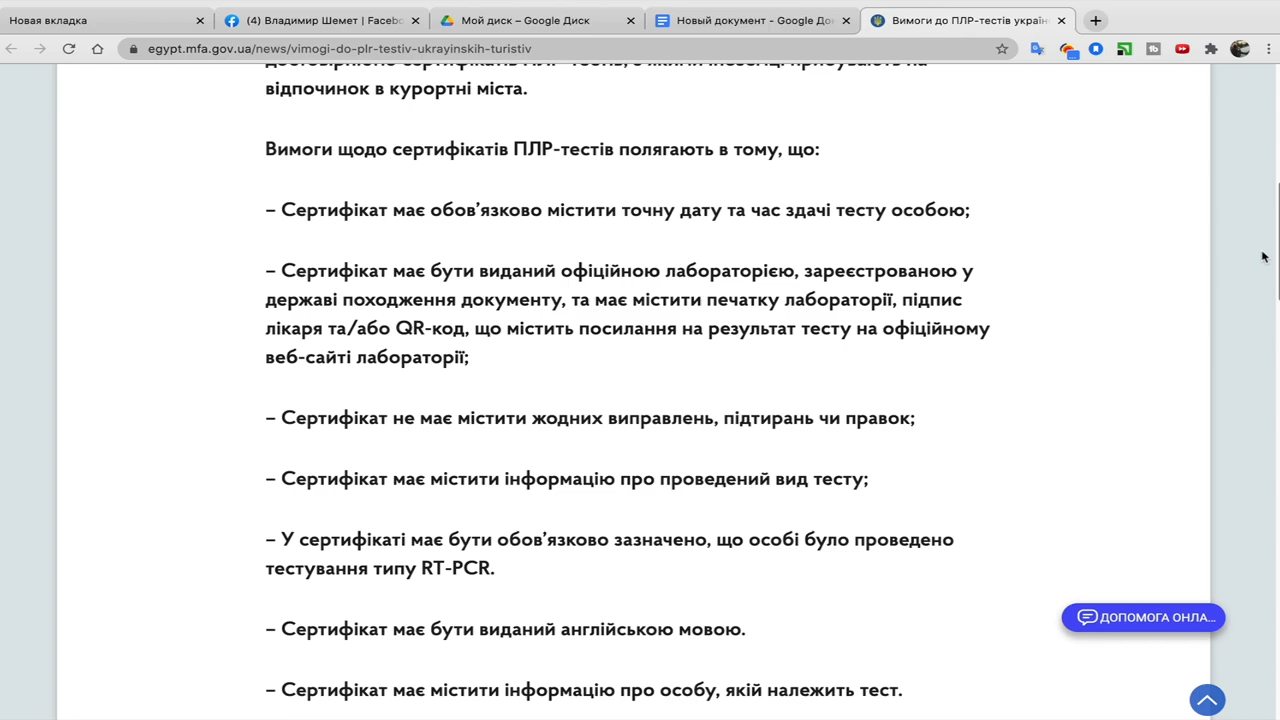 Новая вкладка
(4) Владимир Шемет | Facebo
Мой диск – Google Диск
Новый документ - Google До
Вимоги до ПЛР-тестів україн
egypt.mfa.gov.ua/news/vimogi-do-plr-testiv-ukrayinskih-turistiv
відпочинок в курортні міста.
Вимоги щодо сертифікатів ПЛР-тестів полягають в тому, що:
– Сертифікат має обов’язково містити точну дату та час здачі тесту особою;
– Сертифікат має бути виданий офіційною лабораторією, зареєстрованою у
державі походження документу, та має містити печатку лабораторії, підпис
лікаря та/або QR-код, що містить посилання на результат тесту на офіційному
веб-сайті лабораторії;
– Сертифікат не має містити жодних виправлень, підтирань чи правок;
– Сертифікат має містити інформацію про проведений вид тесту;
– У сертифікаті має бути обов’язково зазначено, що особі було проведено
тестування типу RT-PCR.
– Сертифікат має бути виданий англійською мовою.
ДОПОМОГА ОНЛА...
– Сертифікат має містити інформацію про особу, якій належить тест.